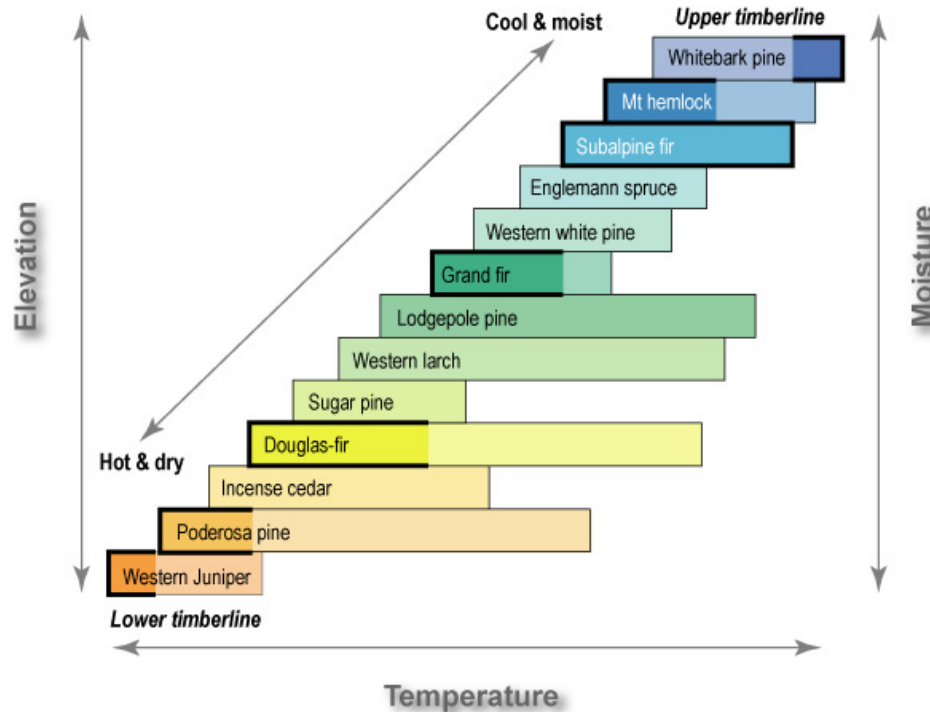 Upper timberline
Cool & moist
Whitebark pine
Mt hemlock
Subalpine fir
Englemann spruce
Western white pine
Grand fir
Lodgepole pine
Western larch
Sugar pine
Douglas-fir
Hot & dry
Incense cedar
Poderosa pine
Western Juniper
Lower timberline
Elevation
Moisture
Temperature